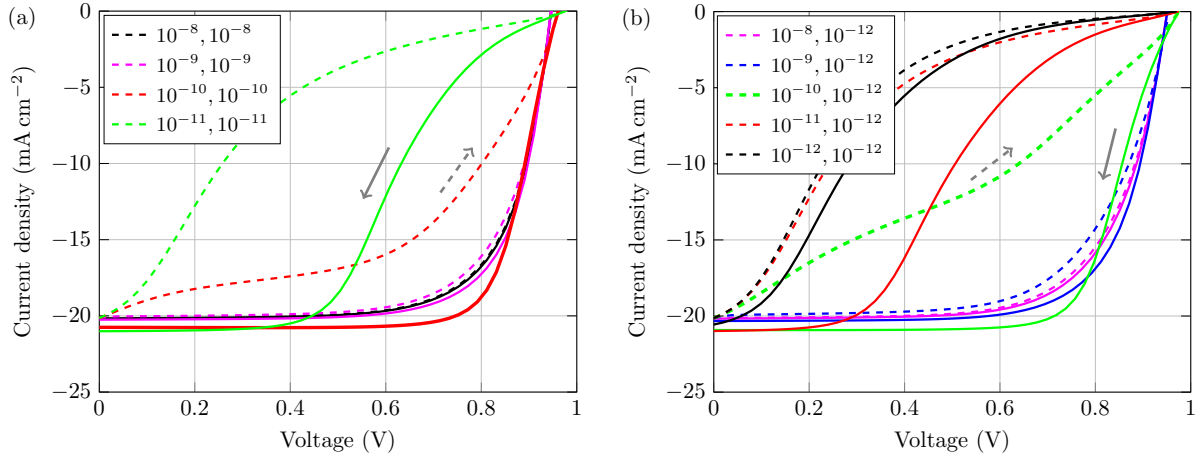 (a)
0
−5
−10
−15
−20
−25
Current density (mA cm⁻²)
10⁻⁸, 10⁻⁸
10⁻⁹, 10⁻⁹
10⁻¹⁰, 10⁻¹⁰
10⁻¹¹, 10⁻¹¹
0 0.2 0.4 0.6 0.8 1
Voltage (V)
(b)
0
−5
−10
−15
−20
−25
Current density (mA cm⁻²)
10⁻⁸, 10⁻¹²
10⁻⁹, 10⁻¹²
10⁻¹⁰, 10⁻¹²
10⁻¹¹, 10⁻¹²
10⁻¹², 10⁻¹²
0 0.2 0.4 0.6 0.8 1
Voltage (V)